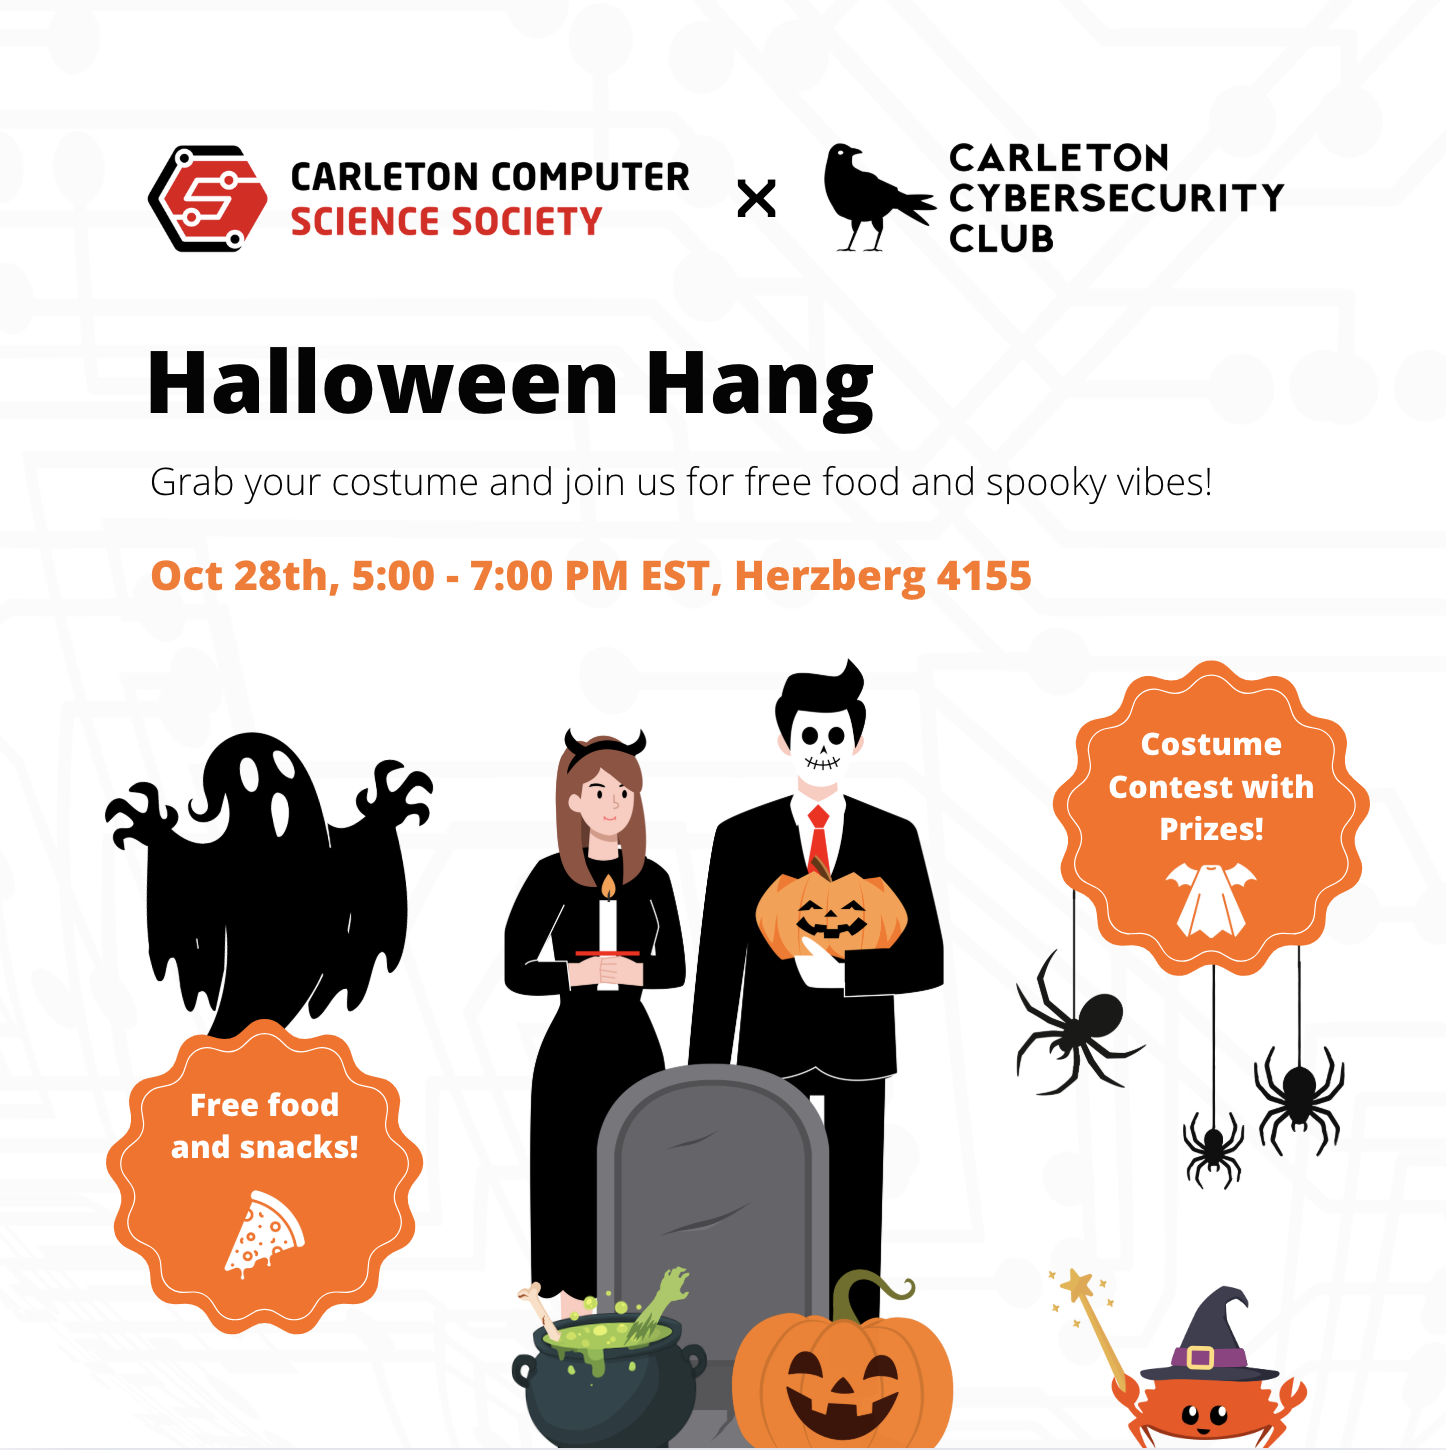 CARLETON COMPUTER
SCIENCE SOCIETY
X
CARLETON
CYBERSECURITY
CLUB
Halloween Hang
Grab your costume and join us for free food and spooky vibes!
Oct 28th, 5:00 - 7:00 PM EST, Herzberg 4155
Costume
Contest with
Prizes!
Free food
and snacks!